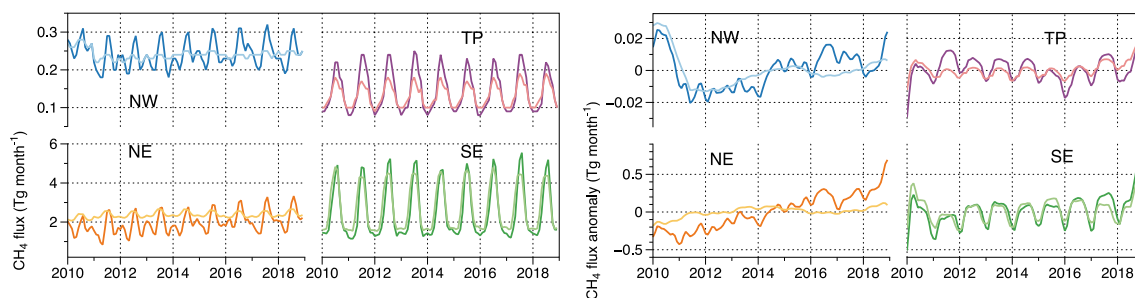 0.3
0.2
0.1
NW
TP
CH₄ flux (Tg month⁻¹)
6
4
2
NE
SE
2010 2012 2014 2016 2018 2010 2012 2014 2016 2018
0.02
0
−0.02
NW
TP
CH₄ flux anomaly (Tg month⁻¹)
0.5
0
−0.5
NE
SE
2010 2012 2014 2016 2018 2010 2012 2014 2016 2018